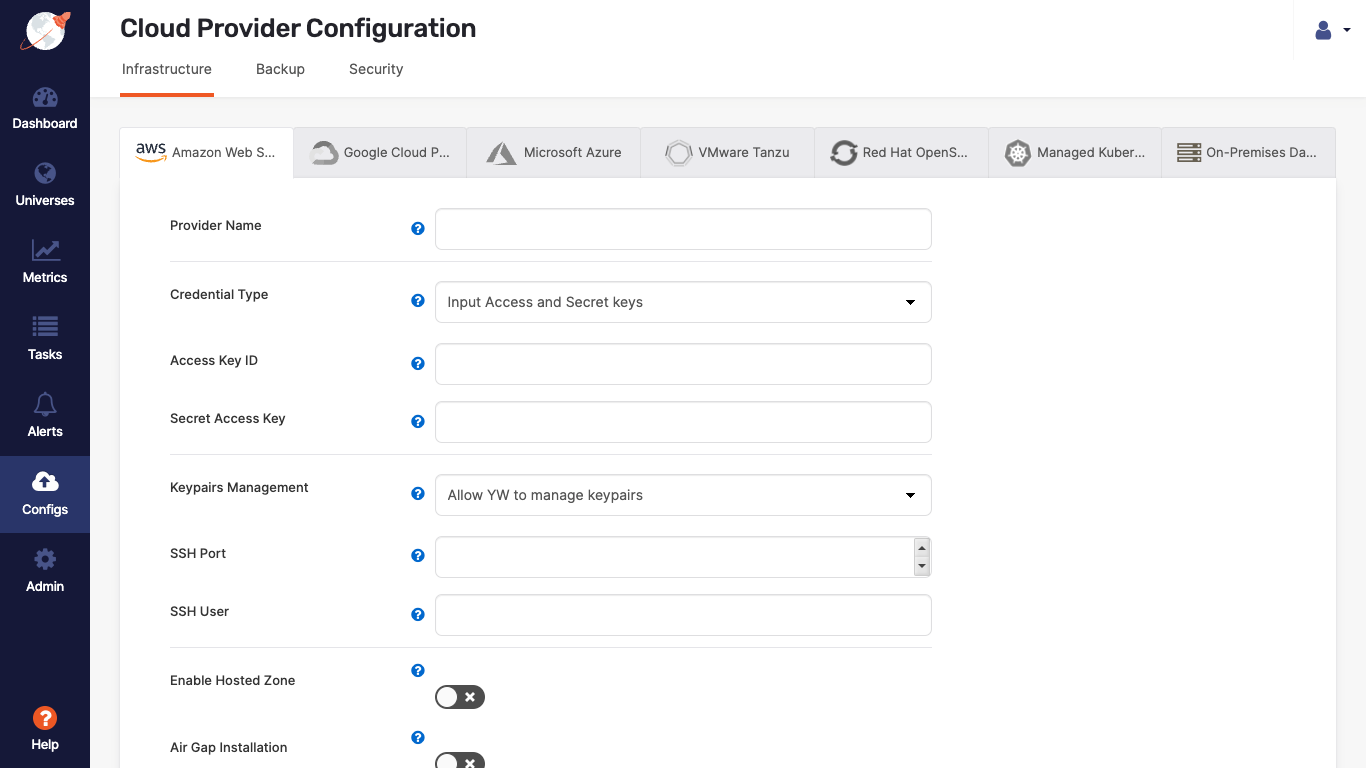 Cloud Provider Configuration
Infrastructure Backup Security
Dashboard
Universes
Metrics
Tasks
Alerts
Configs
Admin
Help
aws Amazon Web S... Google Cloud P... Microsoft Azure VMware Tanzu Red Hat OpenS... Managed Kuber... On-Premises Da...
Provider Name ?
Credential Type ? Input Access and Secret keys
Access Key ID ?
Secret Access Key ?
Keypairs Management ? Allow YW to manage keypairs
SSH Port ?
SSH User ?
Enable Hosted Zone ?
Air Gap Installation ?